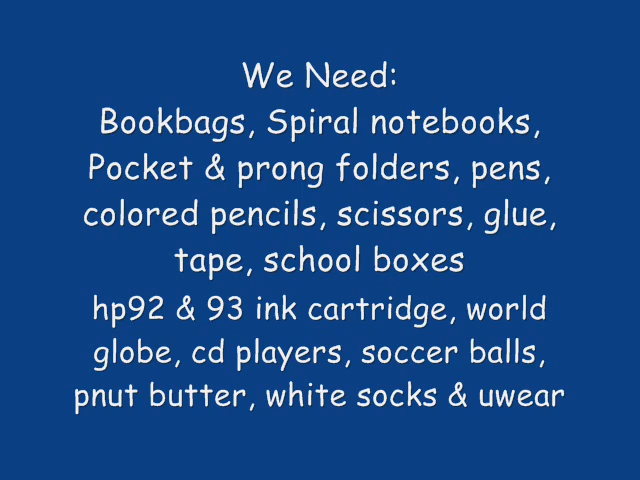 We Need:
Bookbags, Spiral notebooks,
Pocket & prong folders, pens,
colored pencils, scissors, glue,
tape, school boxes
hp92 & 93 ink cartridge, world
globe, cd players, soccer balls,
pnut butter, white socks & uwear